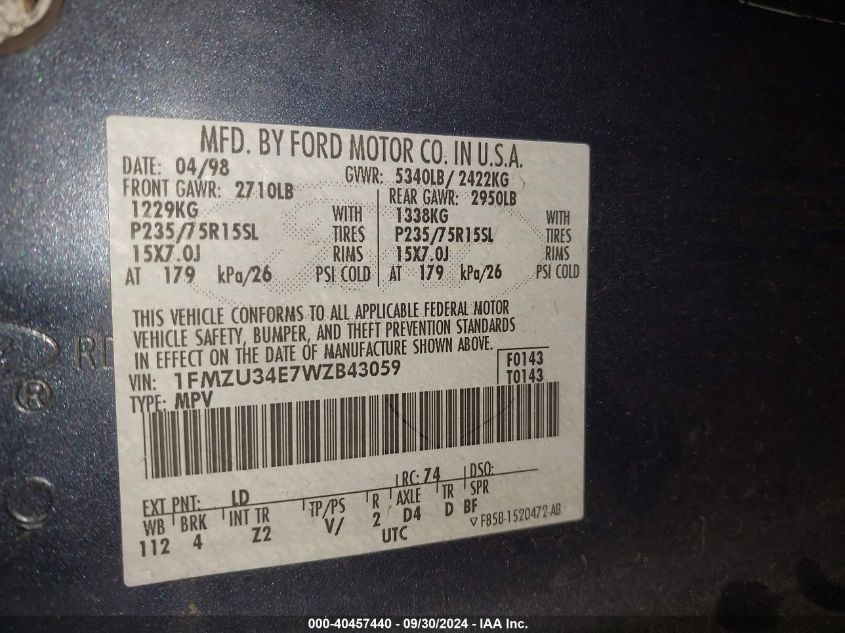 MFD. BY FORD MOTOR CO. IN U.S.A.
DATE: 04/98 GVWR: 5340LB/ 2422KG
FRONT GAWR: 2710LB REAR GAWR: 2950LB
1229KG WITH 1338KG WITH
P235/75R15SL TIRES P235/75R15SL TIRES
15X7.0J RIMS 15X7.0J RIMS
AT 179 kPa/26 PSI COLD AT 179 kPa/26 PSI COLD
THIS VEHICLE CONFORMS TO ALL APPLICABLE FEDERAL MOTOR
VEHICLE SAFETY, BUMPER, AND THEFT PREVENTION STANDARDS
IN EFFECT ON THE DATE OF MANUFACTURE SHOWN ABOVE.
VIN: 1FMZU34E7WZB43059 F0143
TYPE: MPV T0143
RC: 74 DSO:
EXT PNT: LD
WB BRK INT TR TP/PS R AXLE TR SPR
112 4 Z2 V/ 2 D4 D BF
UTC ▽ F85B-1520472-AB
RE
®
000-40457440 - 09/30/2024 - IAA Inc.